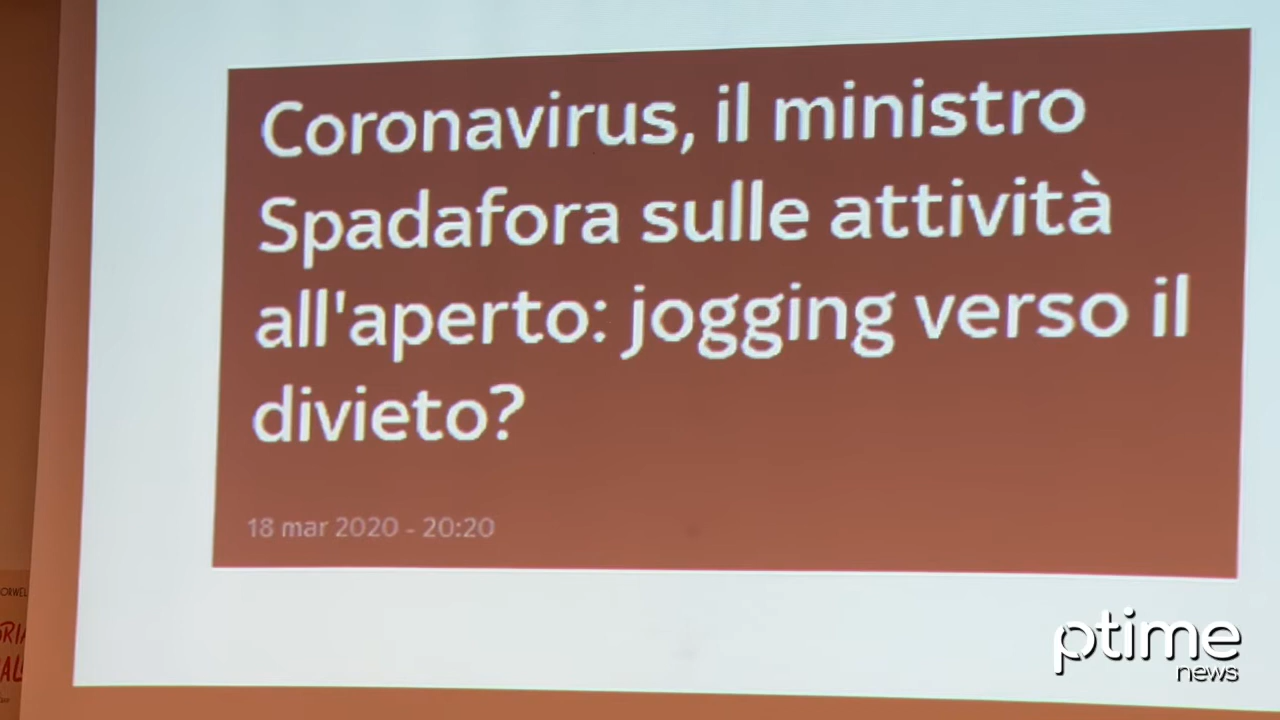 Coronavirus, il ministro
Spadafora sulle attività
all'aperto: jogging verso il
divieto?
18 mar 2020 - 20:20
ptime
news